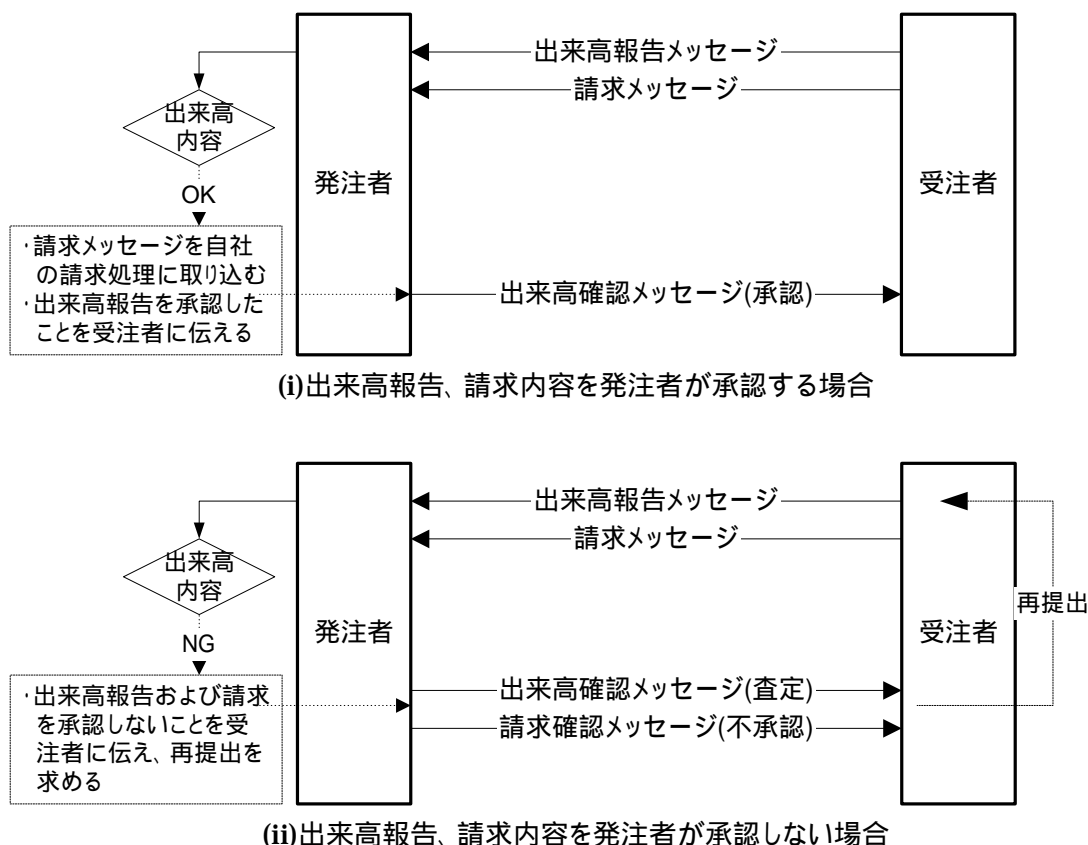 出来高報告メッセージ
請求メッセージ
出来高
内容
発注者
受注者
OK
・請求メッセージを自社
の請求処理に取り込む
・出来高報告を承認した
ことを受注者に伝える
出来高確認メッセージ(承認)
(i)出来高報告、請求内容を発注者が承認する場合
出来高報告メッセージ
請求メッセージ
出来高
内容
再提出
発注者
受注者
NG
・出来高報告および請求
を承認しないことを受
注者に伝え、再提出を
求める
出来高確認メッセージ(査定)
請求確認メッセージ(不承認)
(ii)出来高報告、請求内容を発注者が承認しない場合